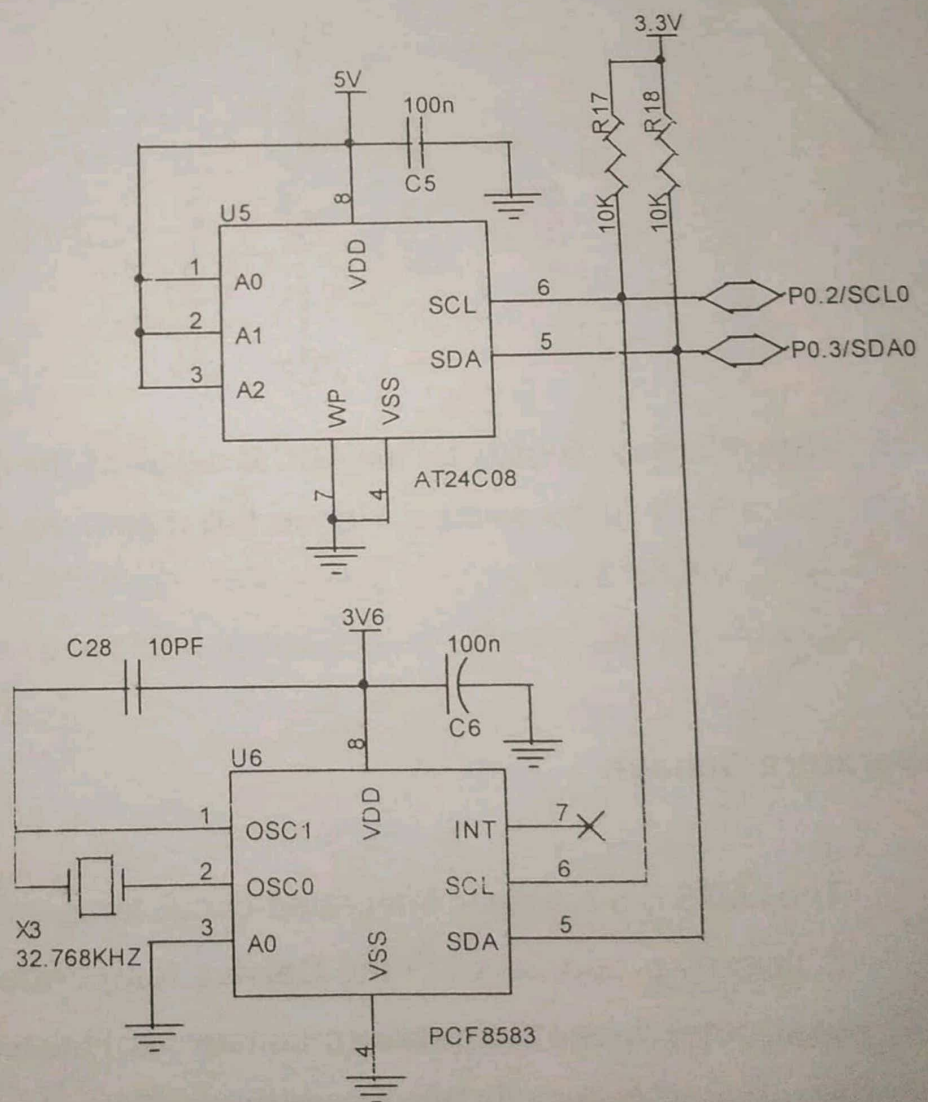 3.3V
5V
100n
C5
R17
R18
10K
10K
U5
8
VDD
1
A0
2
A1
3
A2
SCL
6
P0.2/SCL0
SDA
5
P0.3/SDA0
WP
VSS
7
4
AT24C08
3V6
C28
10PF
100n
C6
8
U6
VDD
1
OSC1
INT
7
2
OSC0
SCL
6
X3
32.768KHZ
3
A0
SDA
5
VSS
4
PCF8583